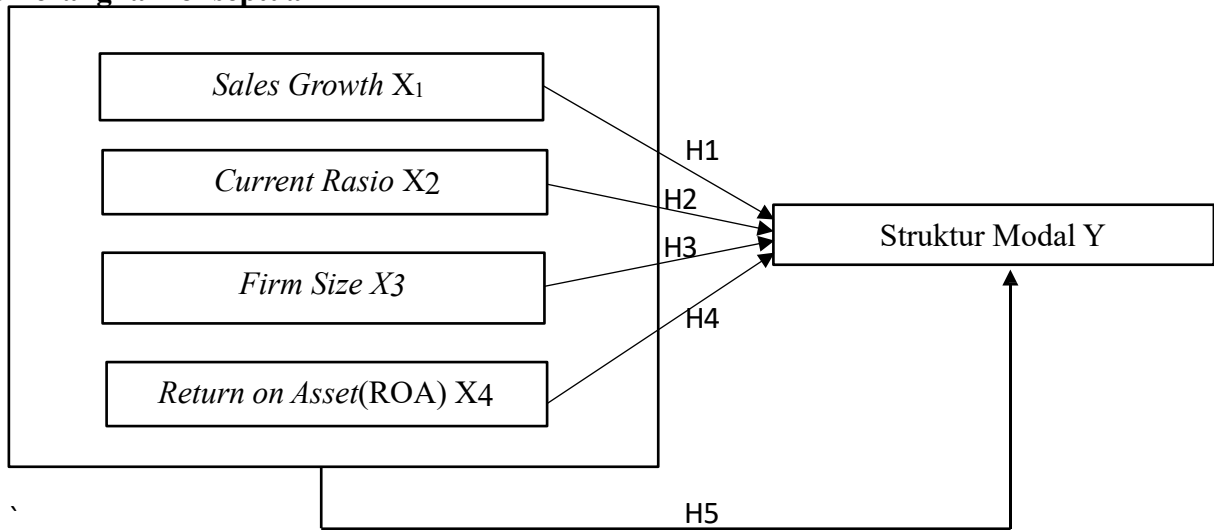 Sales Growth X1
H1
Current Rasio X2
H2
Struktur Modal Y
Firm Size X3
H3
H4
Return on Asset(ROA) X4
H5
`